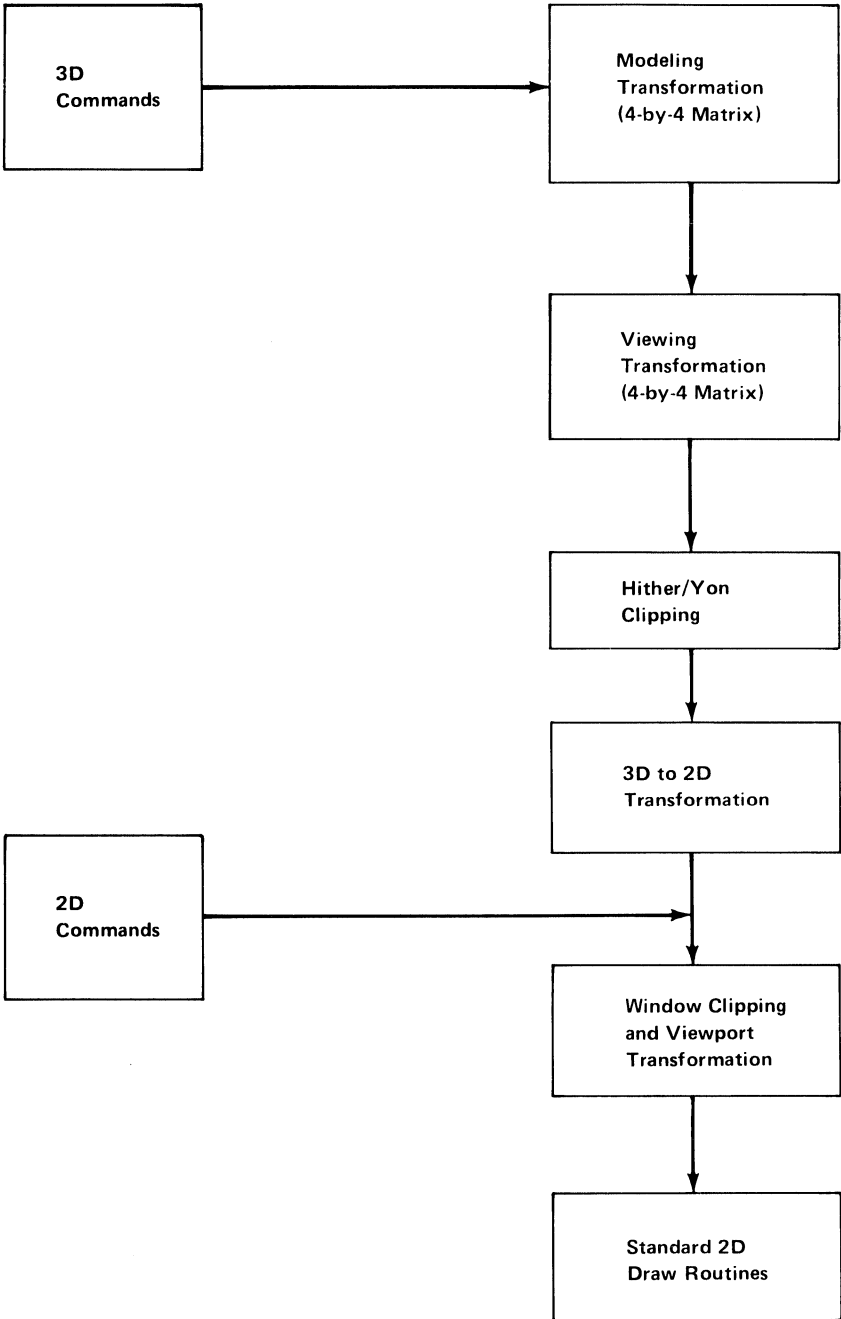 3D
Commands
Modeling
Transformation
(4-by-4 Matrix)
Viewing
Transformation
(4-by-4 Matrix)
Hither/Yon
Clipping
3D to 2D
Transformation
2D
Commands
Window Clipping
and Viewport
Transformation
Standard 2D
Draw Routines